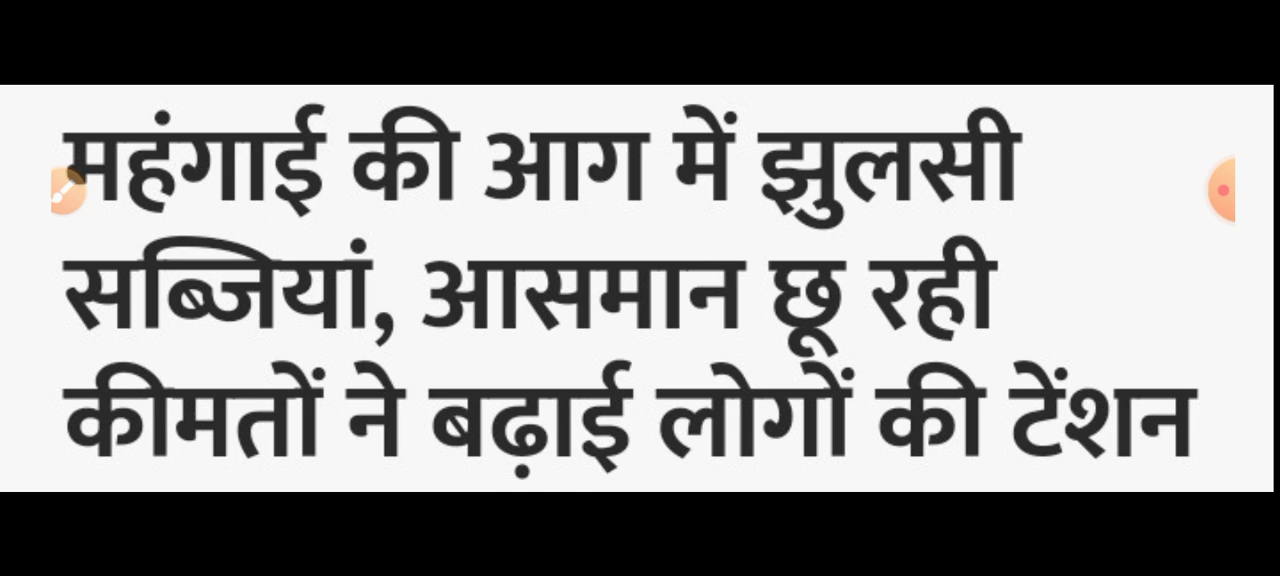 महंगाई की आग में झुलसी
सब्जियां, आसमान छू रही
कीमतों ने बढ़ाई लोगों की टेंशन